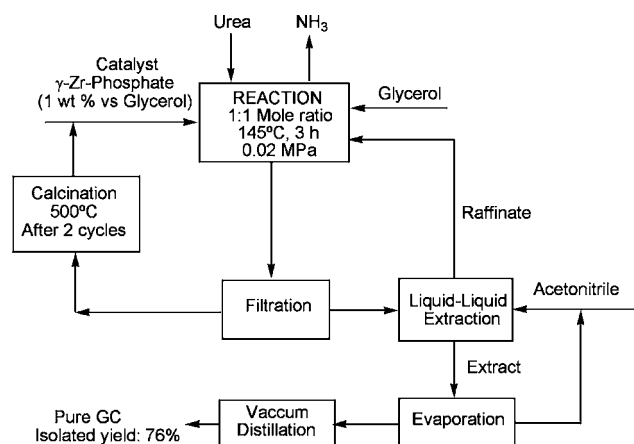 Urea
NH3
Catalyst
γ-Zr-Phosphate
(1 wt % vs Glycerol)
REACTION
1:1 Mole ratio
145ºC, 3 h
0.02 MPa
Glycerol
Calcination
500ºC
After 2 cycles
Raffinate
Filtration
Liquid-Liquid
Extraction
Acetonitrile
Extract
Pure GC
Isolated yield: 76%
Vaccum
Distillation
Evaporation